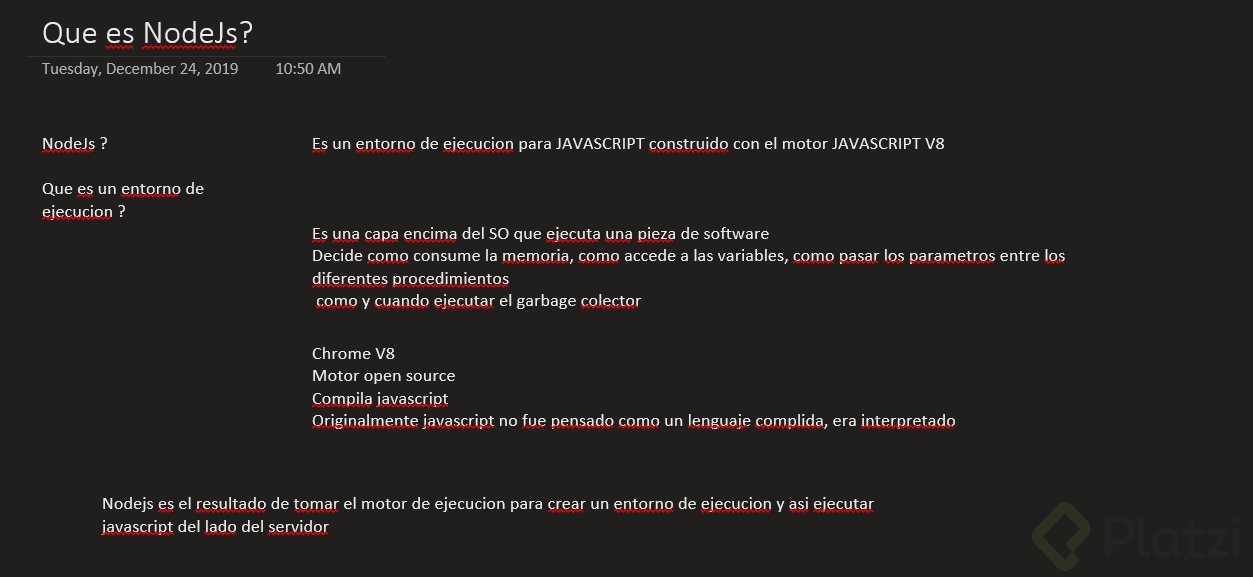 Que es NodeJs?
Tuesday, December 24, 2019 10:50 AM
NodeJs ?
Es un entorno de ejecucion para JAVASCRIPT construido con el motor JAVASCRIPT V8
Que es un entorno de
ejecucion ?
Es una capa encima del SO que ejecuta una pieza de software
Decide como consume la memoria, como accede a las variables, como pasar los parametros entre los
diferentes procedimientos
como y cuando ejecutar el garbage colector
Chrome V8
Motor open source
Compila javascript
Originalmente javascript no fue pensado como un lenguaje complida, era interpretado
Nodejs es el resultado de tomar el motor de ejecucion para crear un entorno de ejecucion y asi ejecutar
javascript del lado del servidor
Platzi